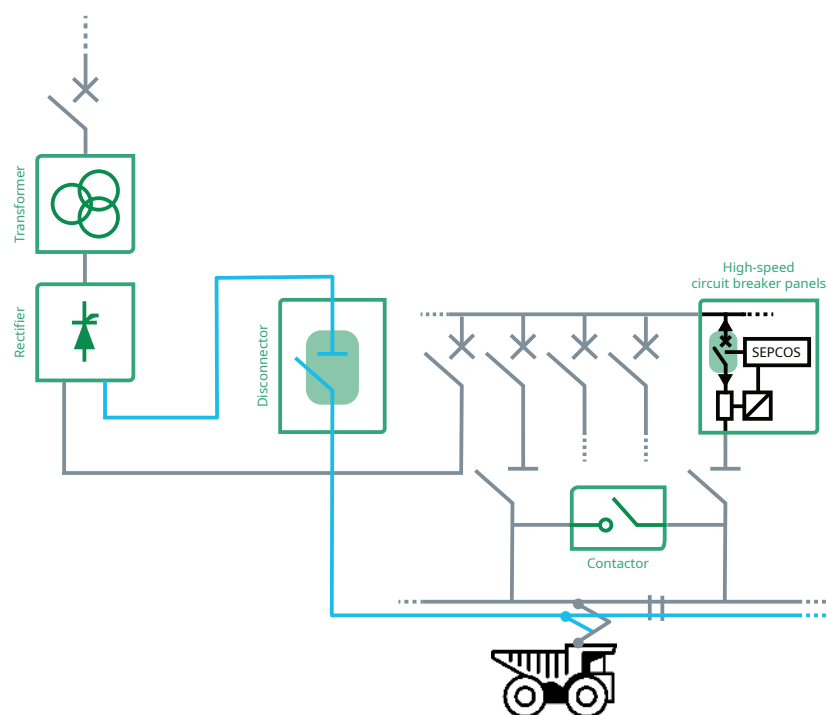 Transformer
Rectifier
Disconnector
High-speed
circuit breaker panels
SEPCOS
Contactor